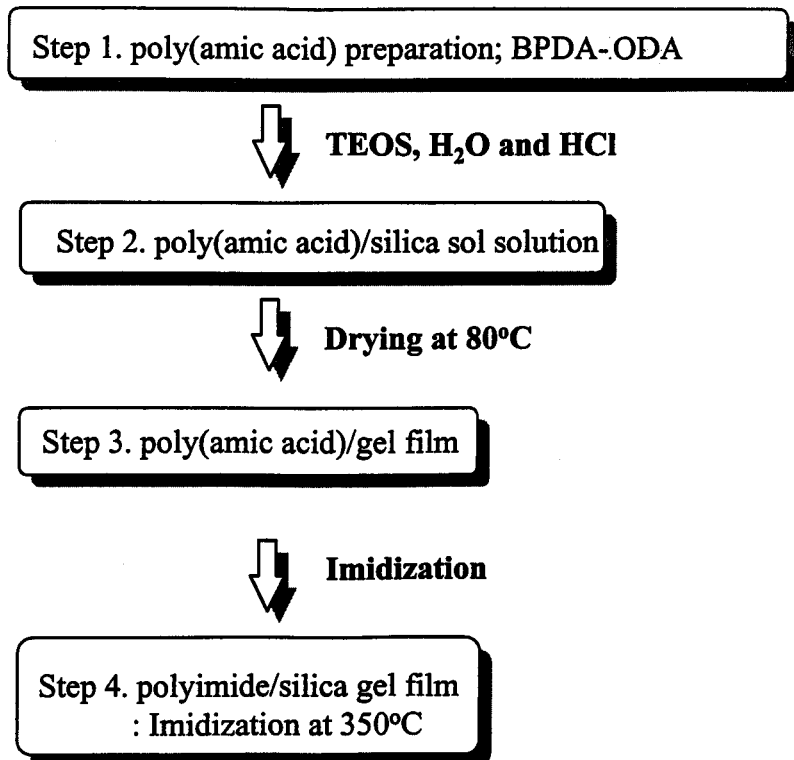 Step 1. poly(amic acid) preparation; BPDA-ODA
TEOS, H₂O and HCl
Step 2. poly(amic acid)/silica sol solution
Drying at 80°C
Step 3. poly(amic acid)/gel film
Imidization
Step 4. polyimide/silica gel film
: Imidization at 350°C